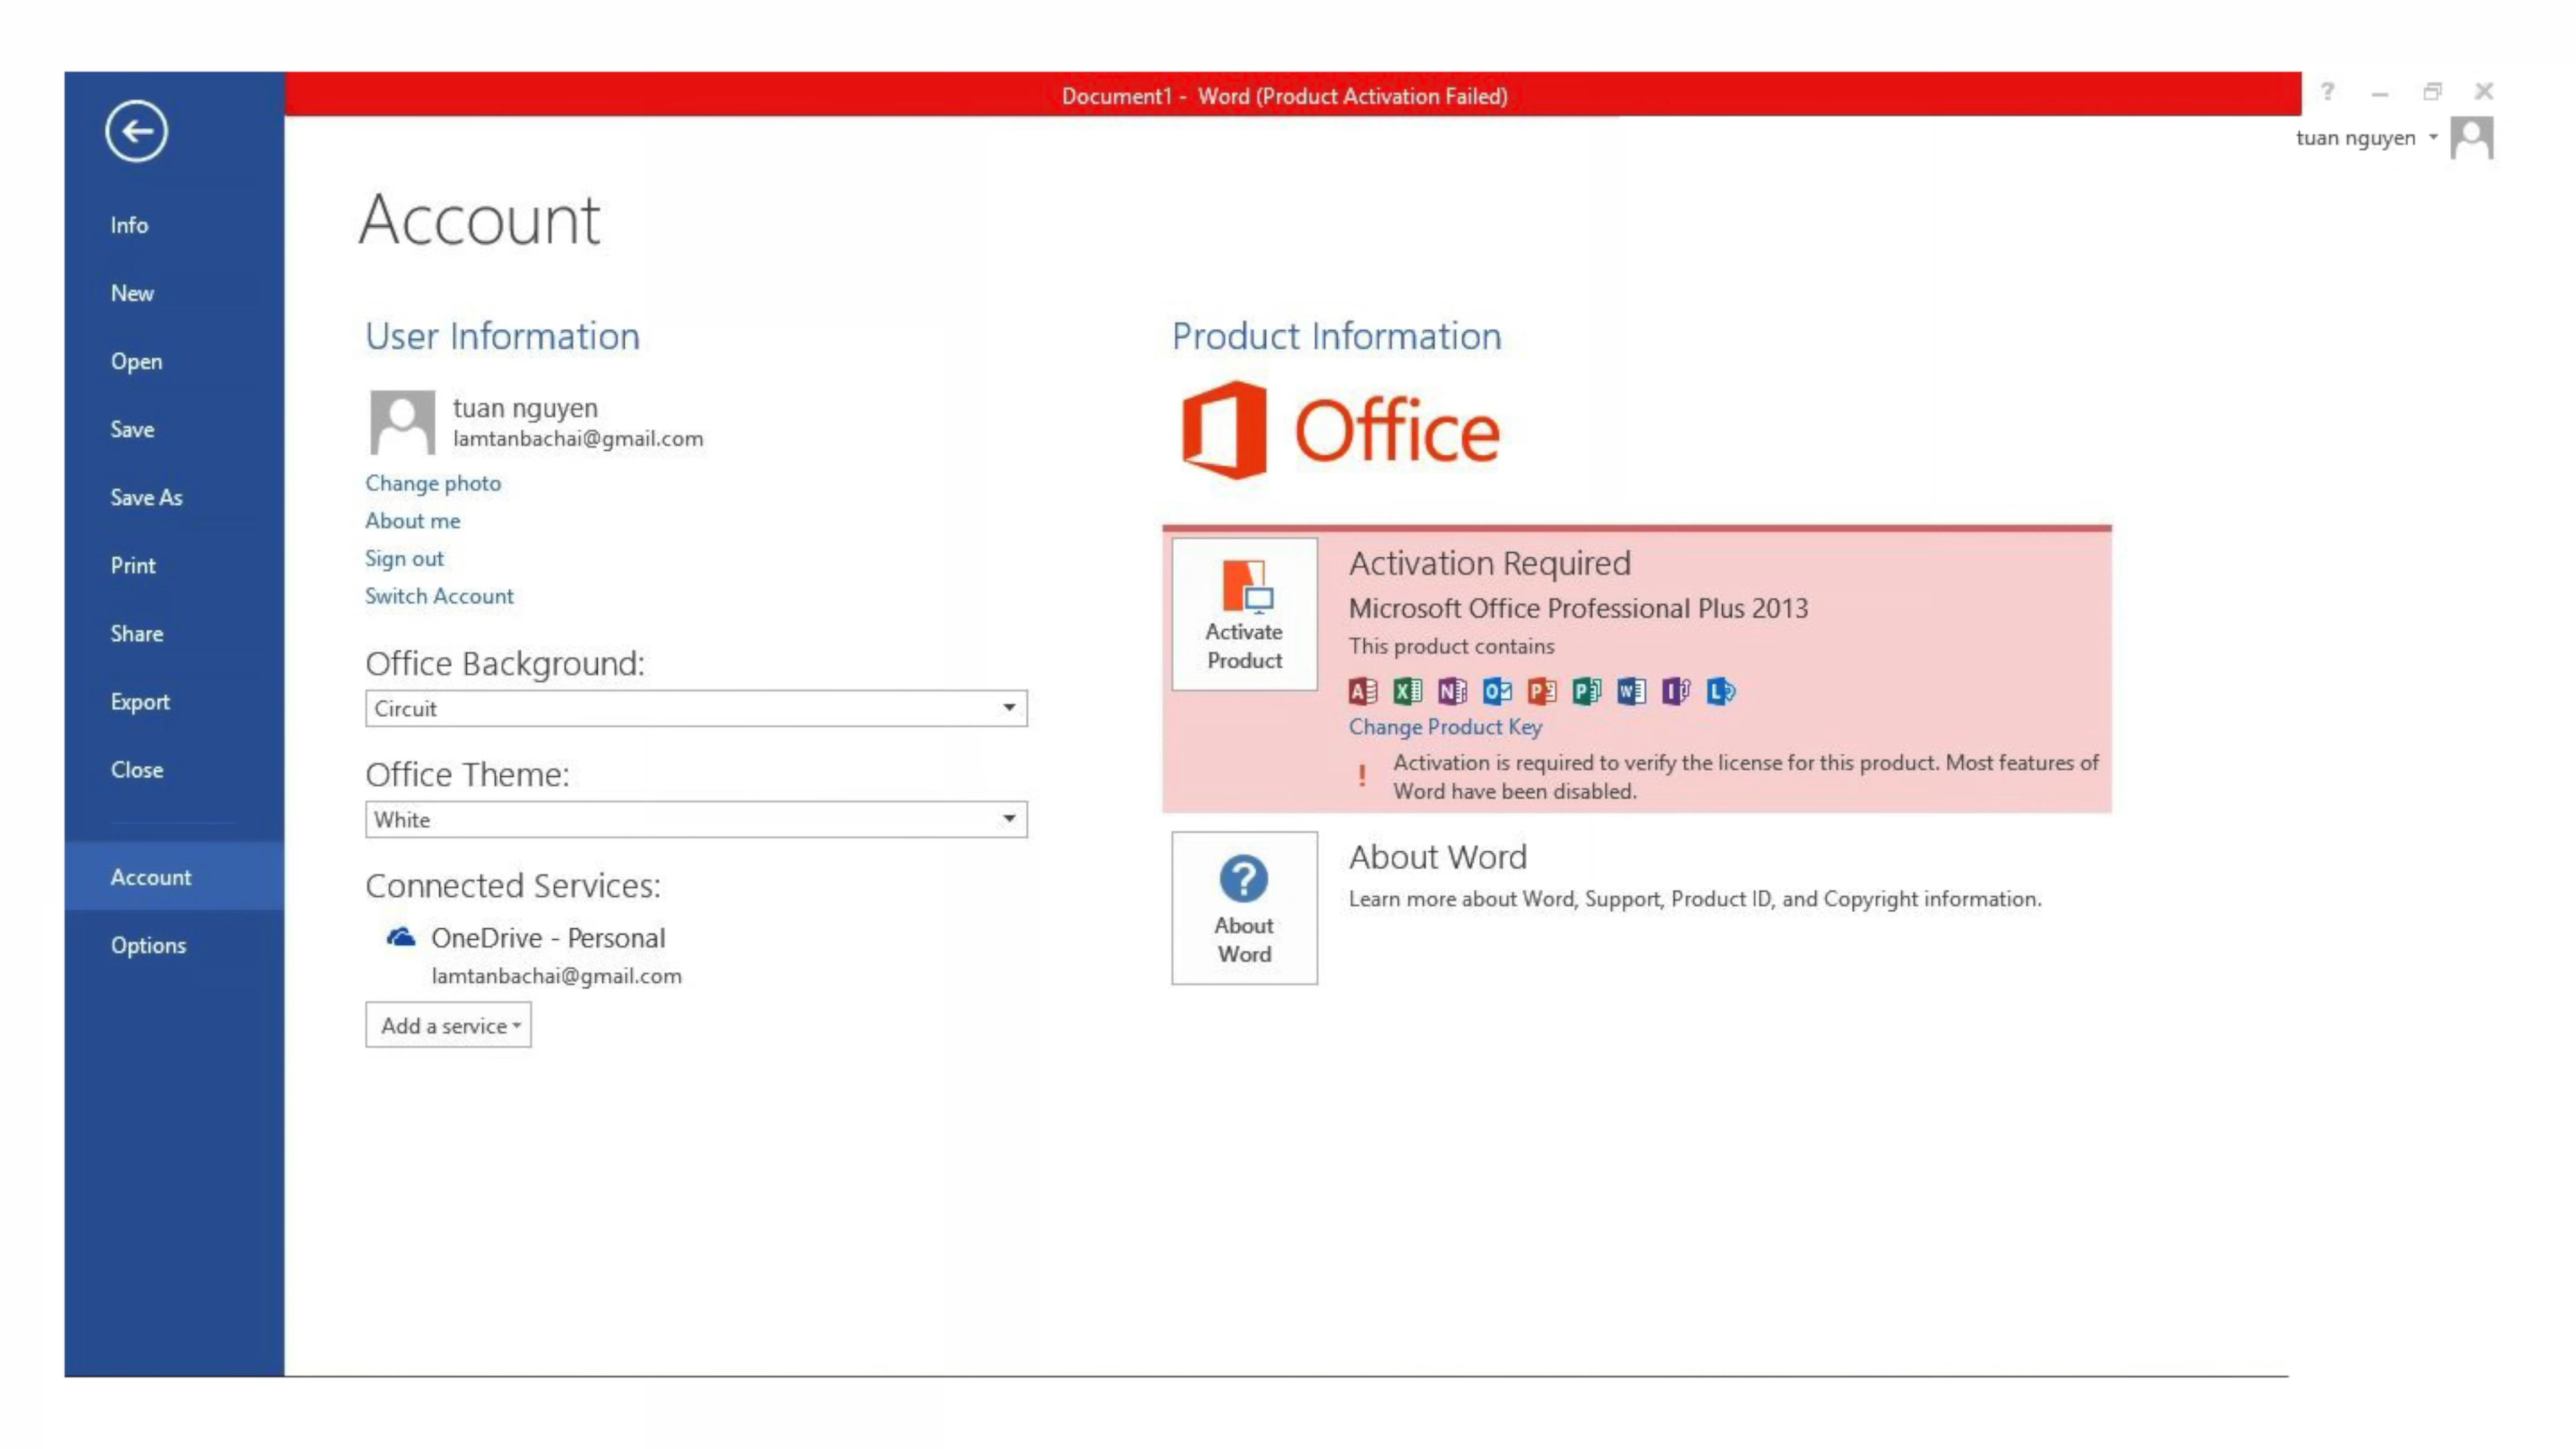 Document1 - Word (Product Activation Failed)
?
tuan nguyen
Info
New
Open
Save
Save As
Print
Share
Export
Close
Account
Options
Account
User Information
tuan nguyen
lamtanbachai@gmail.com
Change photo
About me
Sign out
Switch Account
Office Background:
Circuit
Office Theme:
White
Connected Services:
OneDrive - Personal
lamtanbachai@gmail.com
Add a service
Product Information
Office
Activate
Product
Activation Required
Microsoft Office Professional Plus 2013
This product contains
Change Product Key
! Activation is required to verify the license for this product. Most features of
Word have been disabled.
?
About
Word
About Word
Learn more about Word, Support, Product ID, and Copyright information.